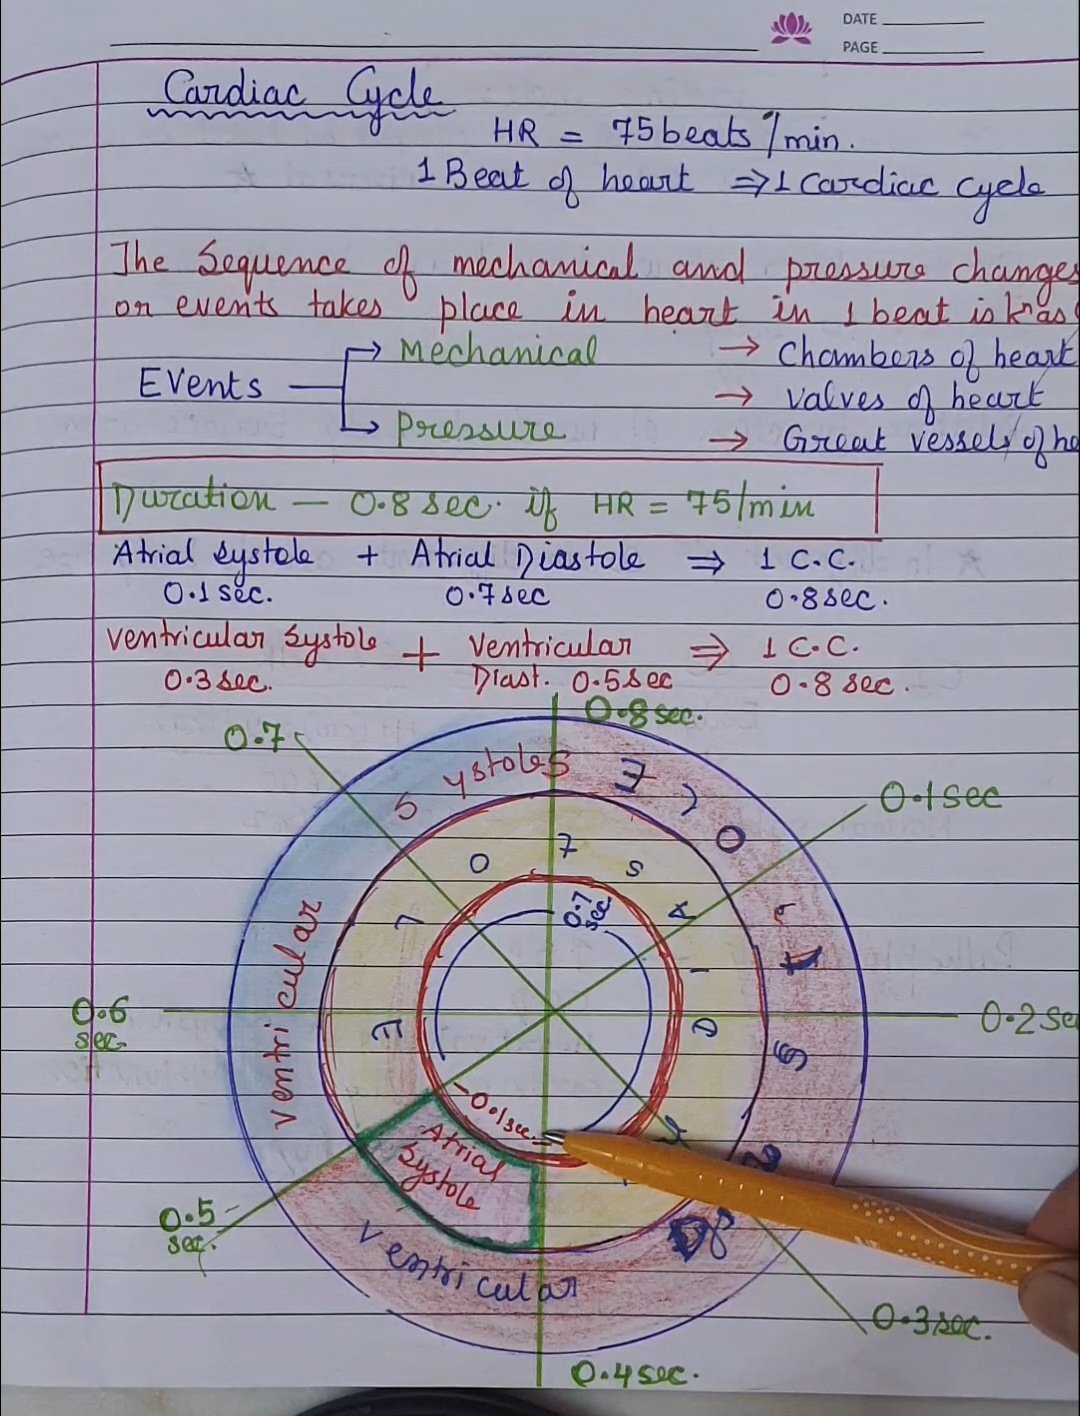 DATE
PAGE
Cardiac Cycle
HR = 75 beats/min.
1 Beat of heart ⇒ 1 Cardiac Cycle
The Sequence of mechanical and pressure changes
or events takes place in heart in 1 beat is k'as
Events
Mechanical → Chambers of heart
→ Valves of heart
Pressure → Great vessels of he
Duration — 0.8 sec. if HR = 75/min
Atrial Systole + Atrial Diastole ⇒ 1 C.C.
0.1 sec. 0.7 sec 0.8 sec.
Ventricular Systole + Ventricular ⇒ 1 C.C.
0.3 sec. Diast. 0.5 sec 0.8 sec.
0.8 sec.
0.7
0.1 sec
0.2 se
0.3 sec.
0.4 sec.
0.5 sec.
0.6 sec.
Ventricular Systoles
0.7 sec
0.1 sec.
Atrial
Systole
Ventricular